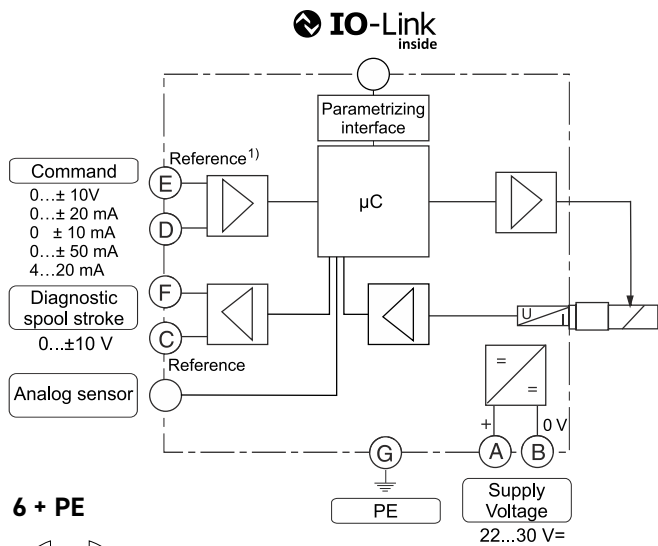 IO-Link
inside
Parametrizing
interface
Command
Reference1)
0...± 10V
0...± 20 mA
0 ± 10 mA
0...± 50 mA
4...20 mA
E
D
µC
Diagnostic
spool stroke
0...±10 V
F
C
Reference
U
I
Analog sensor
=
=
+
0 V
A
B
G
PE
Supply
Voltage
22...30 V=
6 + PE